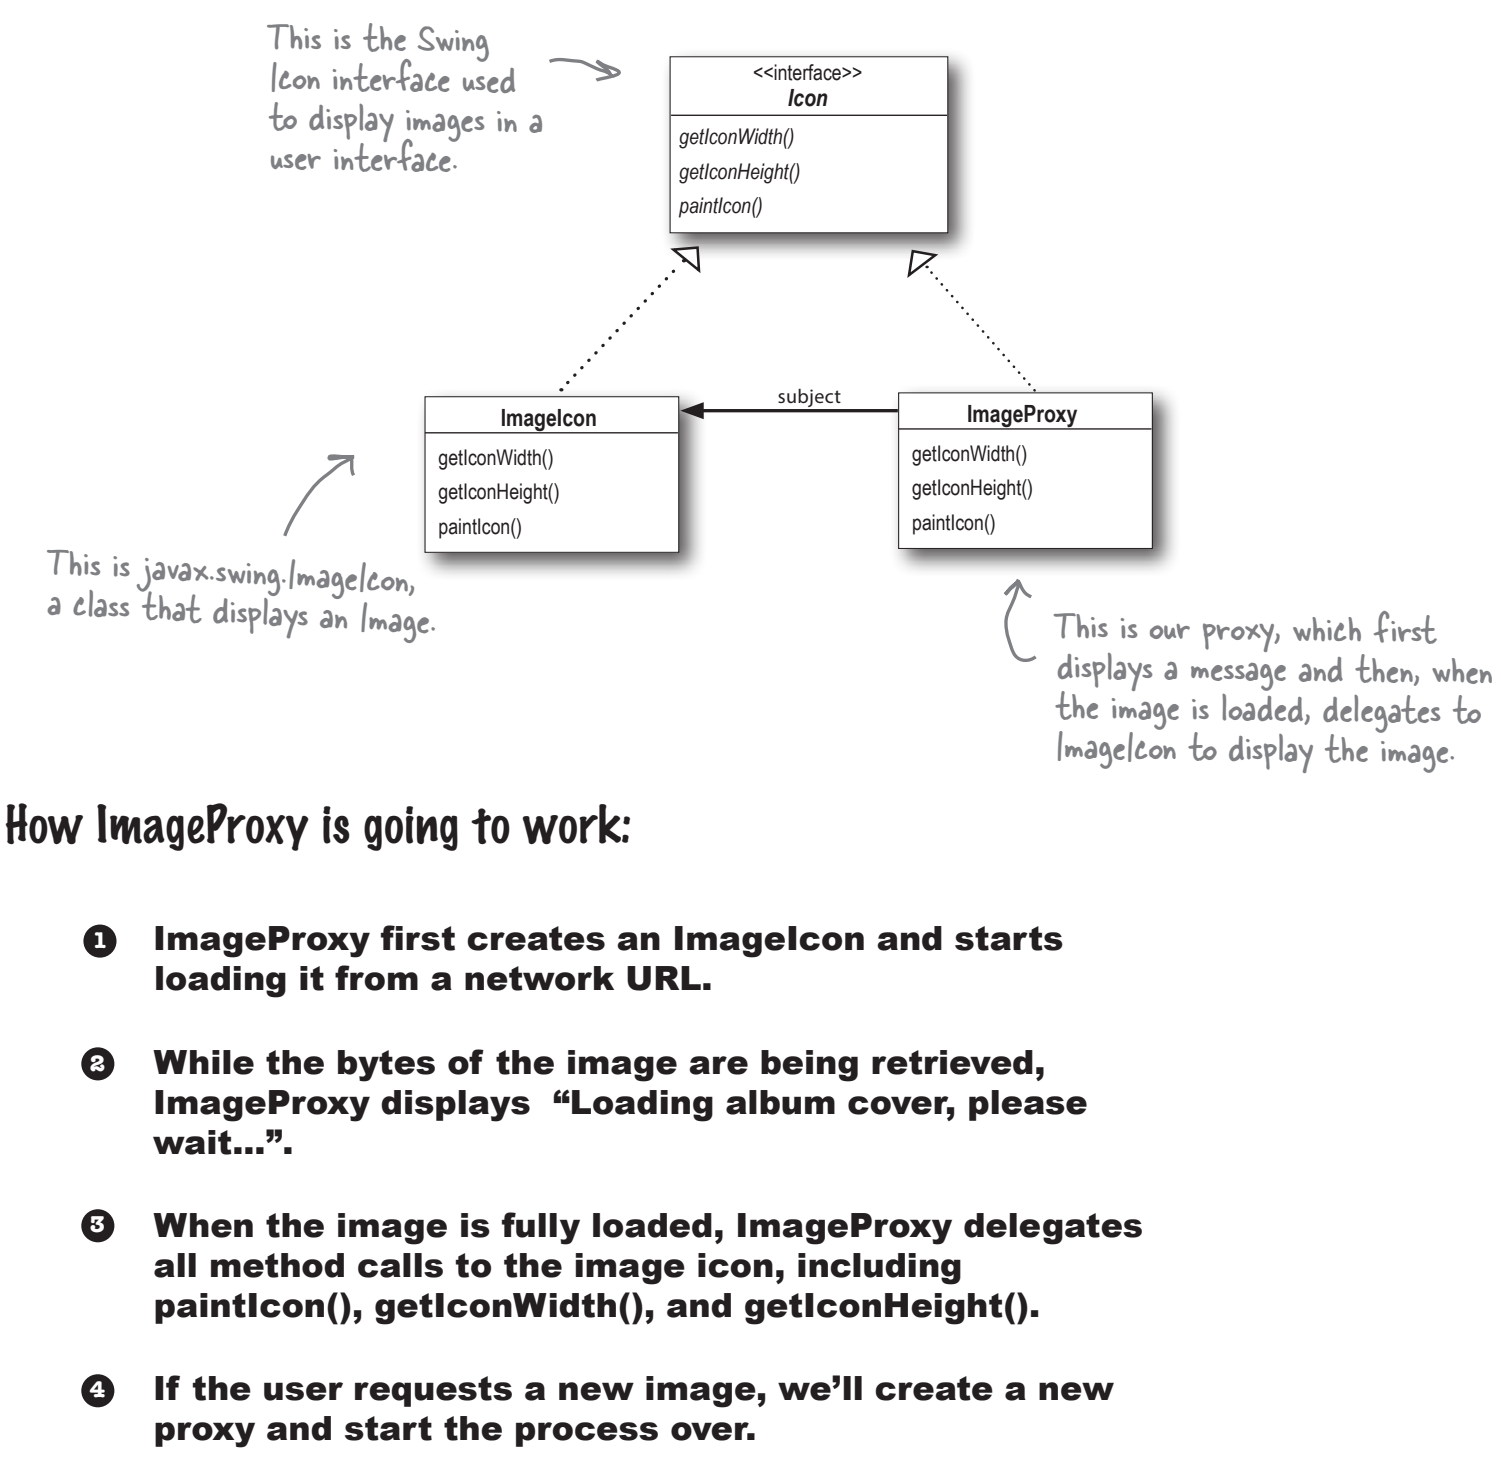 This is the Swing
Icon interface used
to display images in a
user interface.
<<interface>>
Icon
getIconWidth()
getIconHeight()
paintIcon()
subject
ImageIcon
getIconWidth()
getIconHeight()
paintIcon()
ImageProxy
getIconWidth()
getIconHeight()
paintIcon()
This is javax.swing.ImageIcon,
a class that displays an Image.
This is our proxy, which first
displays a message and then, when
the image is loaded, delegates to
ImageIcon to display the image.
How ImageProxy is going to work:
1 ImageProxy first creates an ImageIcon and starts
loading it from a network URL.
2 While the bytes of the image are being retrieved,
ImageProxy displays “Loading album cover, please
wait...”.
3 When the image is fully loaded, ImageProxy delegates
all method calls to the image icon, including
paintIcon(), getIconWidth(), and getIconHeight().
4 If the user requests a new image, we’ll create a new
proxy and start the process over.